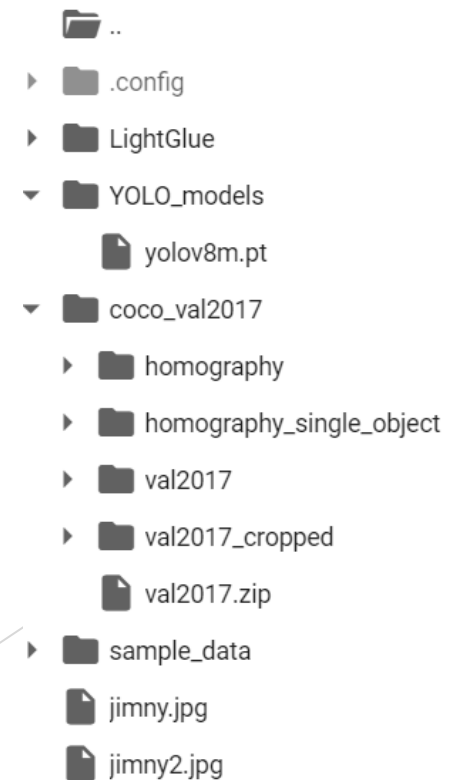 ..
.config
LightGlue
YOLO_models
yolov8m.pt
coco_val2017
homography
homography_single_object
val2017
val2017_cropped
val2017.zip
sample_data
jimny.jpg
jimny2.jpg